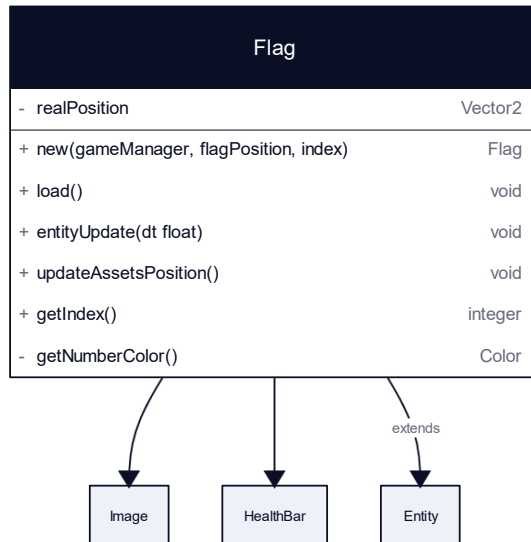 Flag
- realPosition Vector2
+ new(gameManager, flagPosition, index) Flag
+ load() void
+ entityUpdate(dt float) void
+ updateAssetsPosition() void
+ getIndex() integer
- getNumberColor() Color
extends
Image HealthBar Entity